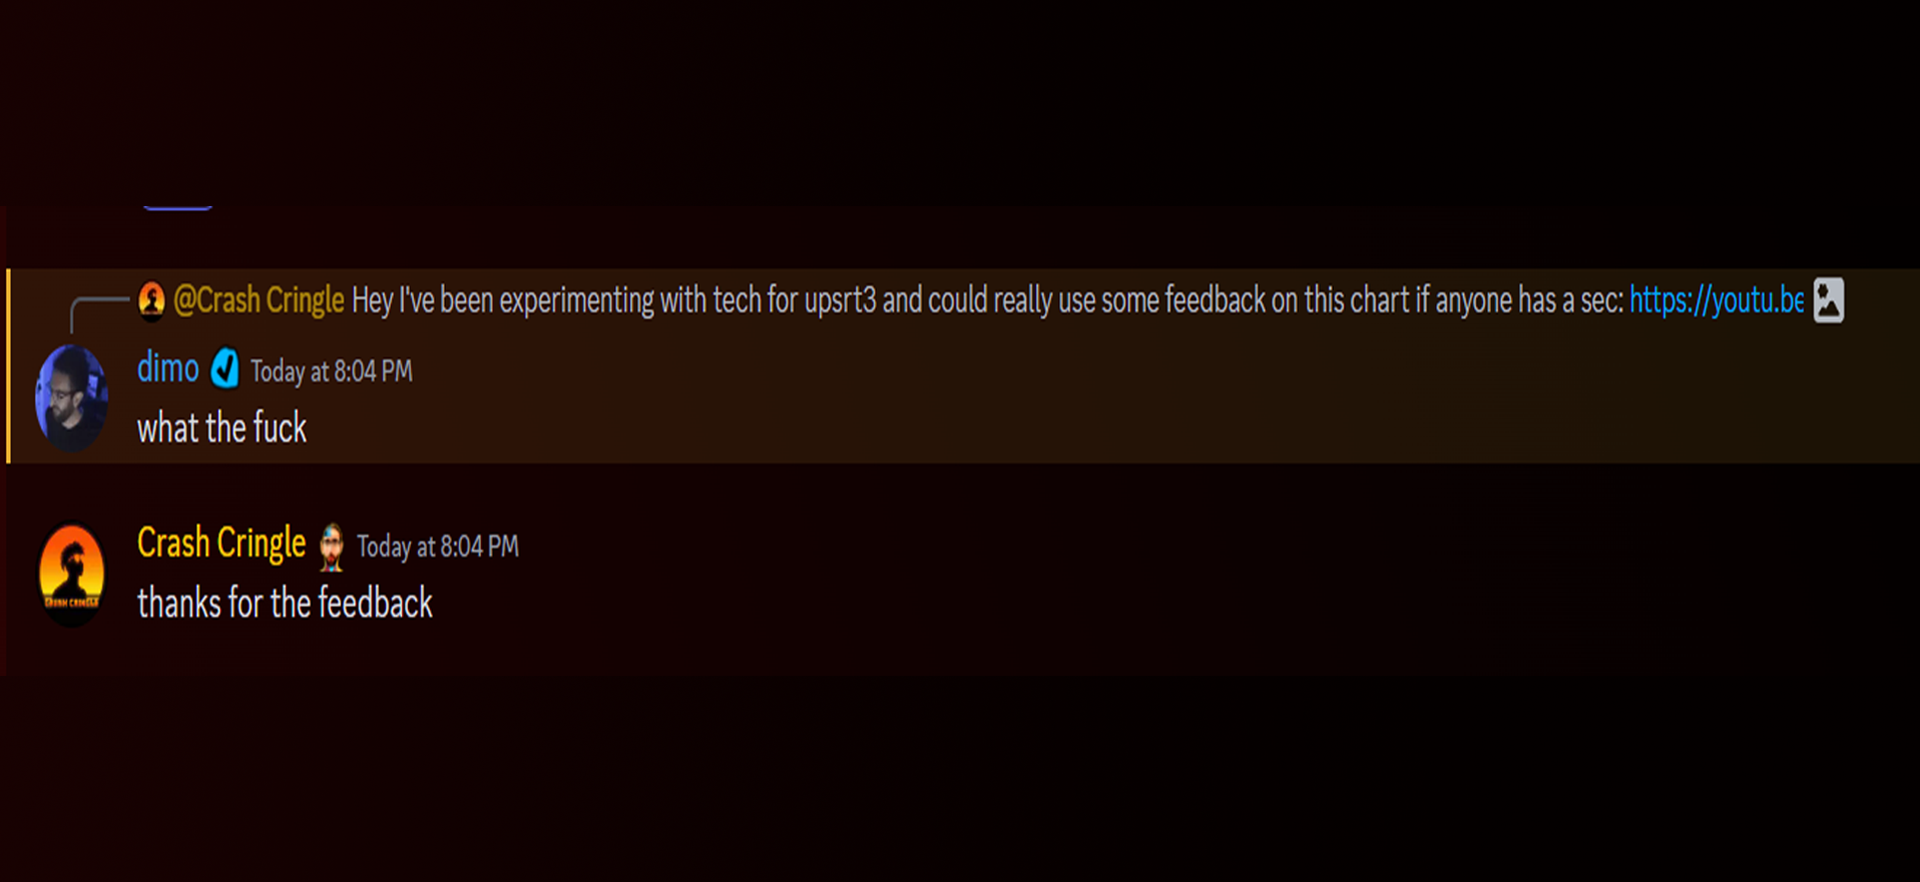 @Crash Cringle Hey I've been experimenting with tech for upsrt3 and could really use some feedback on this chart if anyone has a sec: https://youtu.be
dimo Today at 8:04 PM
what the fuck
Crash Cringle Today at 8:04 PM
CRASH CRINGLE
thanks for the feedback